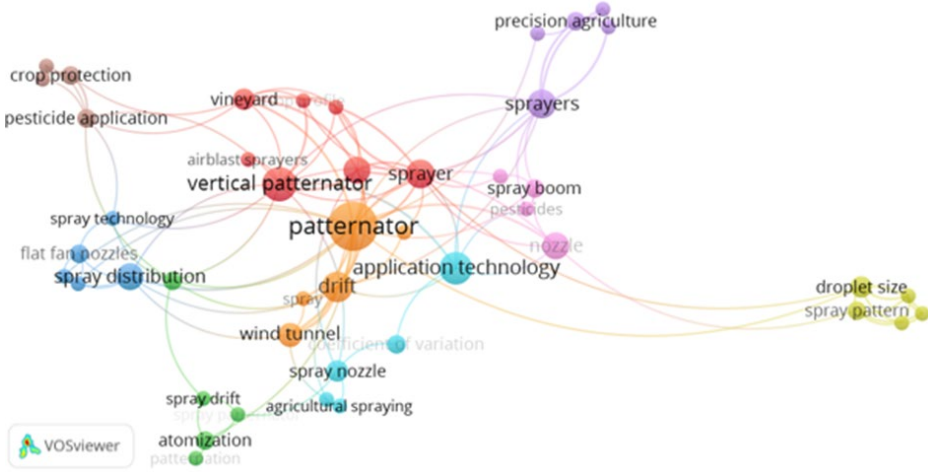 precision agriculture
crop protection
vineyard
sprayers
pesticide application
airblast sprayers
vertical patternator
sprayer
spray boom
pesticides
spray technology
patternator
nozzle
flat fan nozzles
spray distribution
application technology
drift
droplet size
spray
spray pattern
wind tunnel
coefficient of variation
spray nozzle
spray drift
agricultural spraying
atomization
VOSviewer
patternation